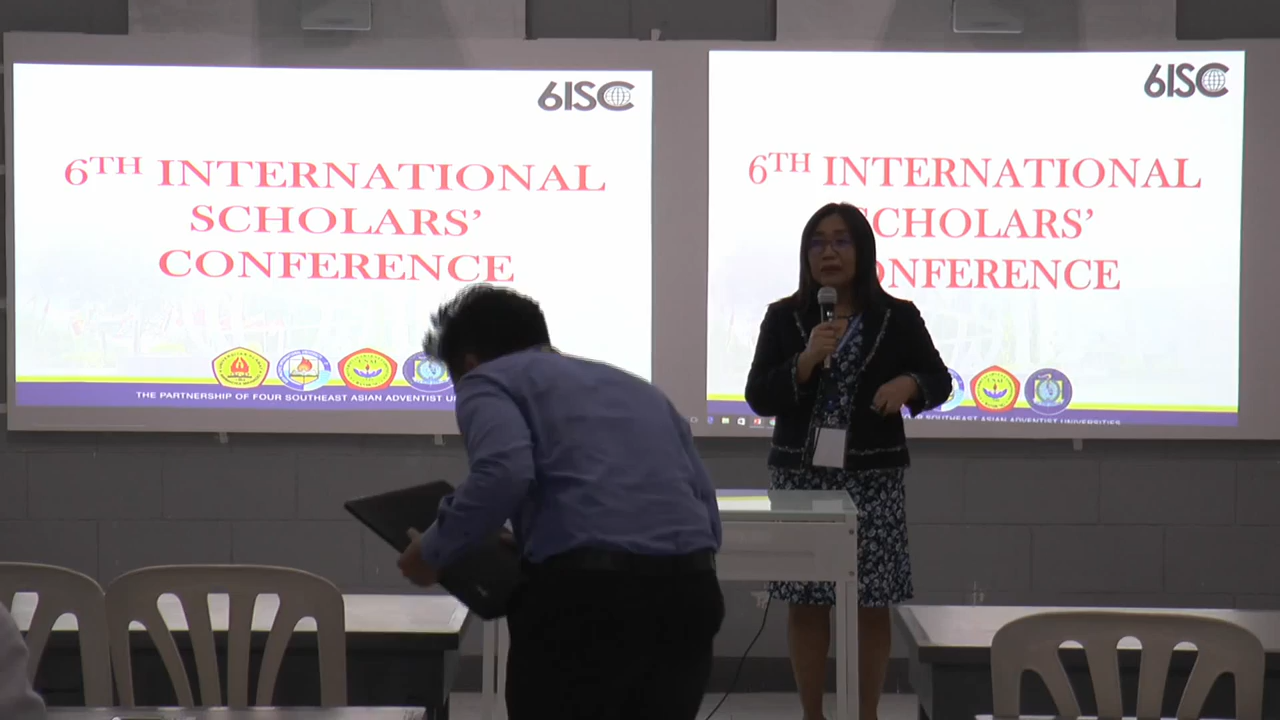 6ISC
6TH INTERNATIONAL
SCHOLARS’
CONFERENCE
THE PARTNERSHIP OF FOUR SOUTHEAST ASIAN ADVENTIST
6ISC
6TH INTERNATIONAL
SCHOLARS’
ONFERENCE
SOUTHEAST ASIAN ADVENTIST UNIVERSITIES